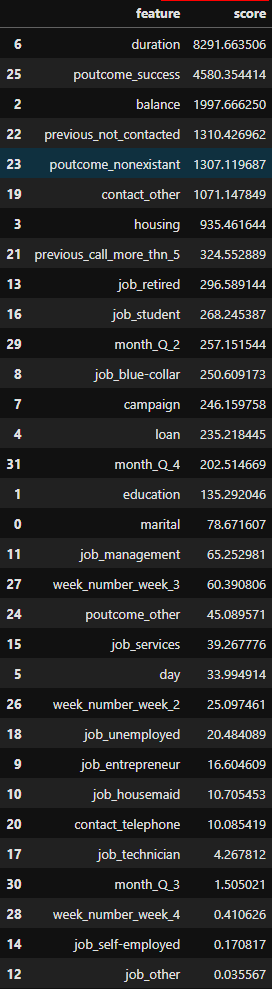 feature score
6 duration 8291.663506
25 poutcome_success 4580.354414
2 balance 1997.666250
22 previous_not_contacted 1310.426962
23 poutcome_nonexistant 1307.119687
19 contact_other 1071.147849
3 housing 935.461644
21 previous_call_more_thn_5 324.552889
13 job_retired 296.589144
16 job_student 268.245387
29 month_Q_2 257.151544
8 job_blue-collar 250.609173
7 campaign 246.159758
4 loan 235.218445
31 month_Q_4 202.514669
1 education 135.292046
0 marital 78.671607
11 job_management 65.252981
27 week_number_week_3 60.390806
24 poutcome_other 45.089571
15 job_services 39.267776
5 day 33.994914
26 week_number_week_2 25.097461
18 job_unemployed 20.484089
9 job_entrepreneur 16.604609
10 job_housemaid 10.705453
20 contact_telephone 10.085419
17 job_technician 4.267812
30 month_Q_3 1.505021
28 week_number_week_4 0.410626
14 job_self-employed 0.170817
12 job_other 0.035567